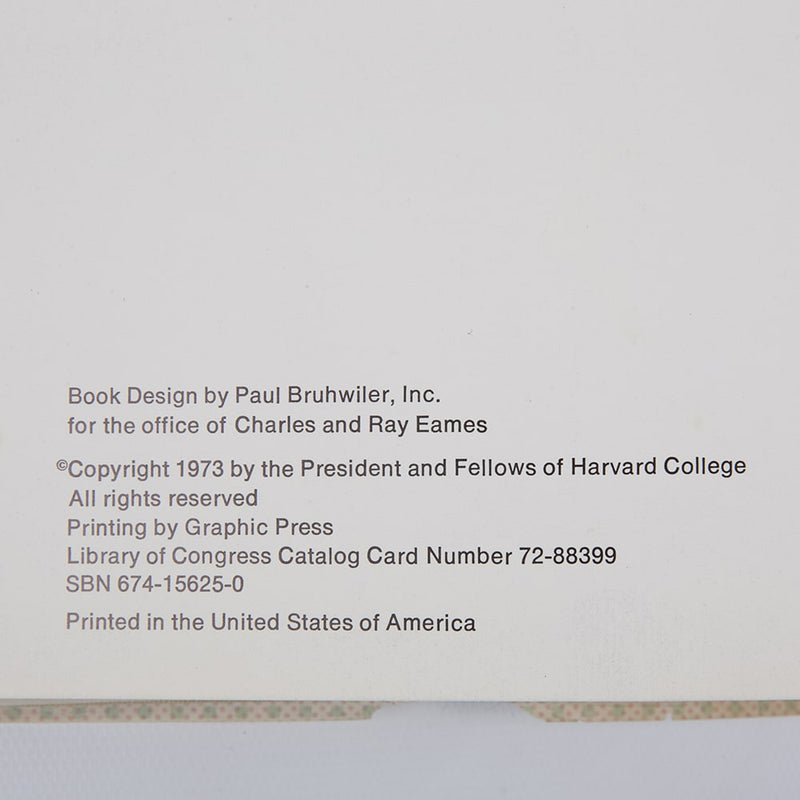 Book Design by Paul Bruhwiler, Inc.
for the office of Charles and Ray Eames
©Copyright 1973 by the President and Fellows of Harvard College
All rights reserved
Printing by Graphic Press
Library of Congress Catalog Card Number 72-88399
SBN 674-15625-0
Printed in the United States of America